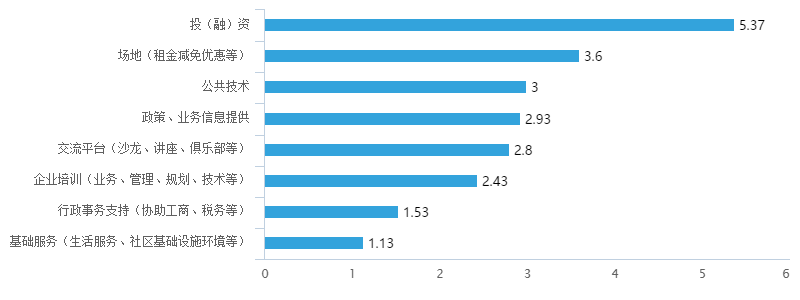 投（融）资
5.37
场地（租金减免优惠等）
3.6
公共技术
3
政策、业务信息提供
2.93
交流平台（沙龙、讲座、俱乐部等）
2.8
企业培训（业务、管理、规划、技术等）
2.43
行政事务支持（协助工商、税务等）
1.53
基础服务（生活服务、社区基础设施环境等）
1.13
0 1 2 3 4 5 6